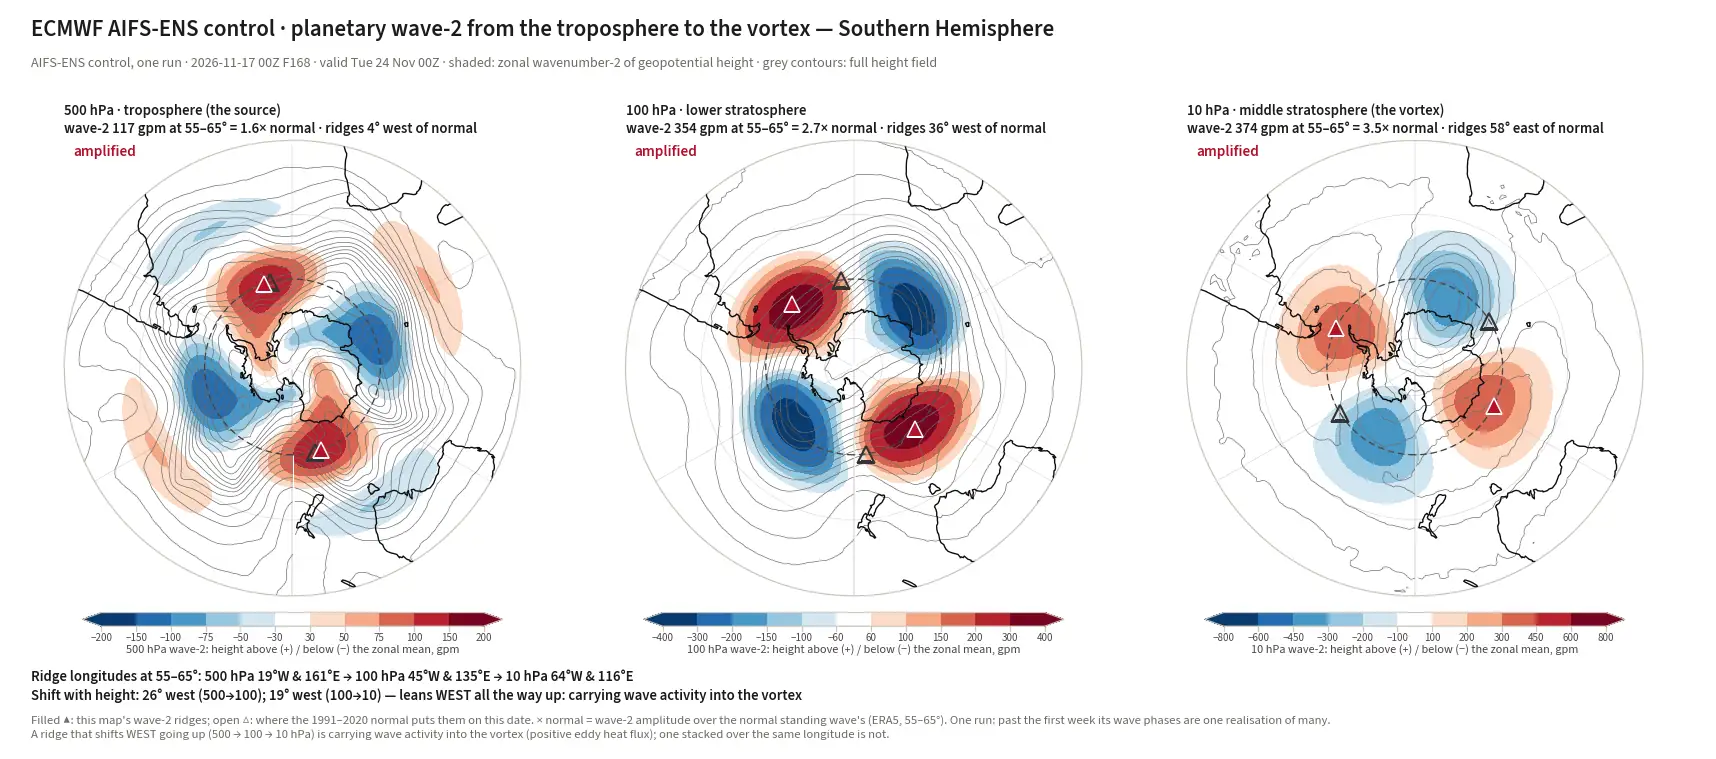 ECMWF AIFS-ENS control · planetary wave-2 from the troposphere to the vortex — Southern Hemisphere
AIFS-ENS control, one run · 2026-11-17 00Z F168 · valid Tue 24 Nov 00Z · shaded: zonal wavenumber-2 of geopotential height · grey contours: full height field
500 hPa · troposphere (the source)
wave-2 117 gpm at 55–65° = 1.6× normal · ridges 4° west of normal
amplified
100 hPa · lower stratosphere
wave-2 354 gpm at 55–65° = 2.7× normal · ridges 36° west of normal
amplified
10 hPa · middle stratosphere (the vortex)
wave-2 374 gpm at 55–65° = 3.5× normal · ridges 58° east of normal
amplified
−200 −150 −100 −75 −50 −30 30 50 75 100 150 200
500 hPa wave-2: height above (+) / below (−) the zonal mean, gpm
−400 −300 −200 −150 −100 −60 60 100 150 200 300 400
100 hPa wave-2: height above (+) / below (−) the zonal mean, gpm
−800 −600 −450 −300 −200 −100 100 200 300 450 600 800
10 hPa wave-2: height above (+) / below (−) the zonal mean, gpm
Ridge longitudes at 55–65°: 500 hPa 19°W & 161°E → 100 hPa 45°W & 135°E → 10 hPa 64°W & 116°E
Shift with height: 26° west (500→100); 19° west (100→10) — leans WEST all the way up: carrying wave activity into the vortex
Filled ▲: this map's wave-2 ridges; open △: where the 1991–2020 normal puts them on this date. × normal = wave-2 amplitude over the normal standing wave's (ERA5, 55–65°). One run: past the first week its wave phases are one realisation of many.
A ridge that shifts WEST going up (500 → 100 → 10 hPa) is carrying wave activity into the vortex (positive eddy heat flux); one stacked over the same longitude is not.